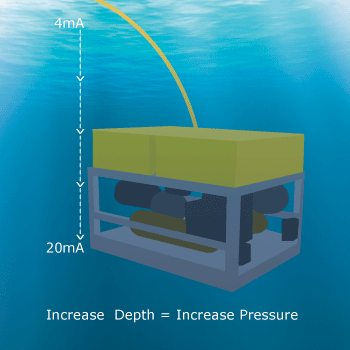 4mA
20mA
Increase Depth = Increase Pressure